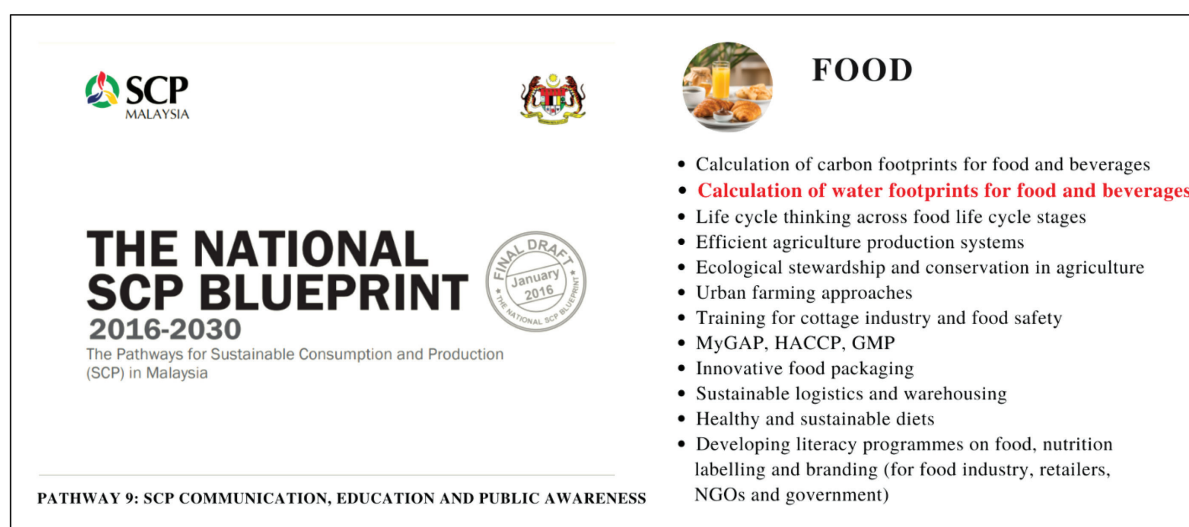 SCP
MALAYSIA
THE NATIONAL
SCP BLUEPRINT
2016-2030
The Pathways for Sustainable Consumption and Production
(SCP) in Malaysia
FINAL DRAFT
January
2016
THE NATIONAL SCP BLUEPRINT
PATHWAY 9: SCP COMMUNICATION, EDUCATION AND PUBLIC AWARENESS
FOOD
• Calculation of carbon footprints for food and beverages
• Calculation of water footprints for food and beverages
• Life cycle thinking across food life cycle stages
• Efficient agriculture production systems
• Ecological stewardship and conservation in agriculture
• Urban farming approaches
• Training for cottage industry and food safety
• MyGAP, HACCP, GMP
• Innovative food packaging
• Sustainable logistics and warehousing
• Healthy and sustainable diets
• Developing literacy programmes on food, nutrition
labelling and branding (for food industry, retailers,
NGOs and government)